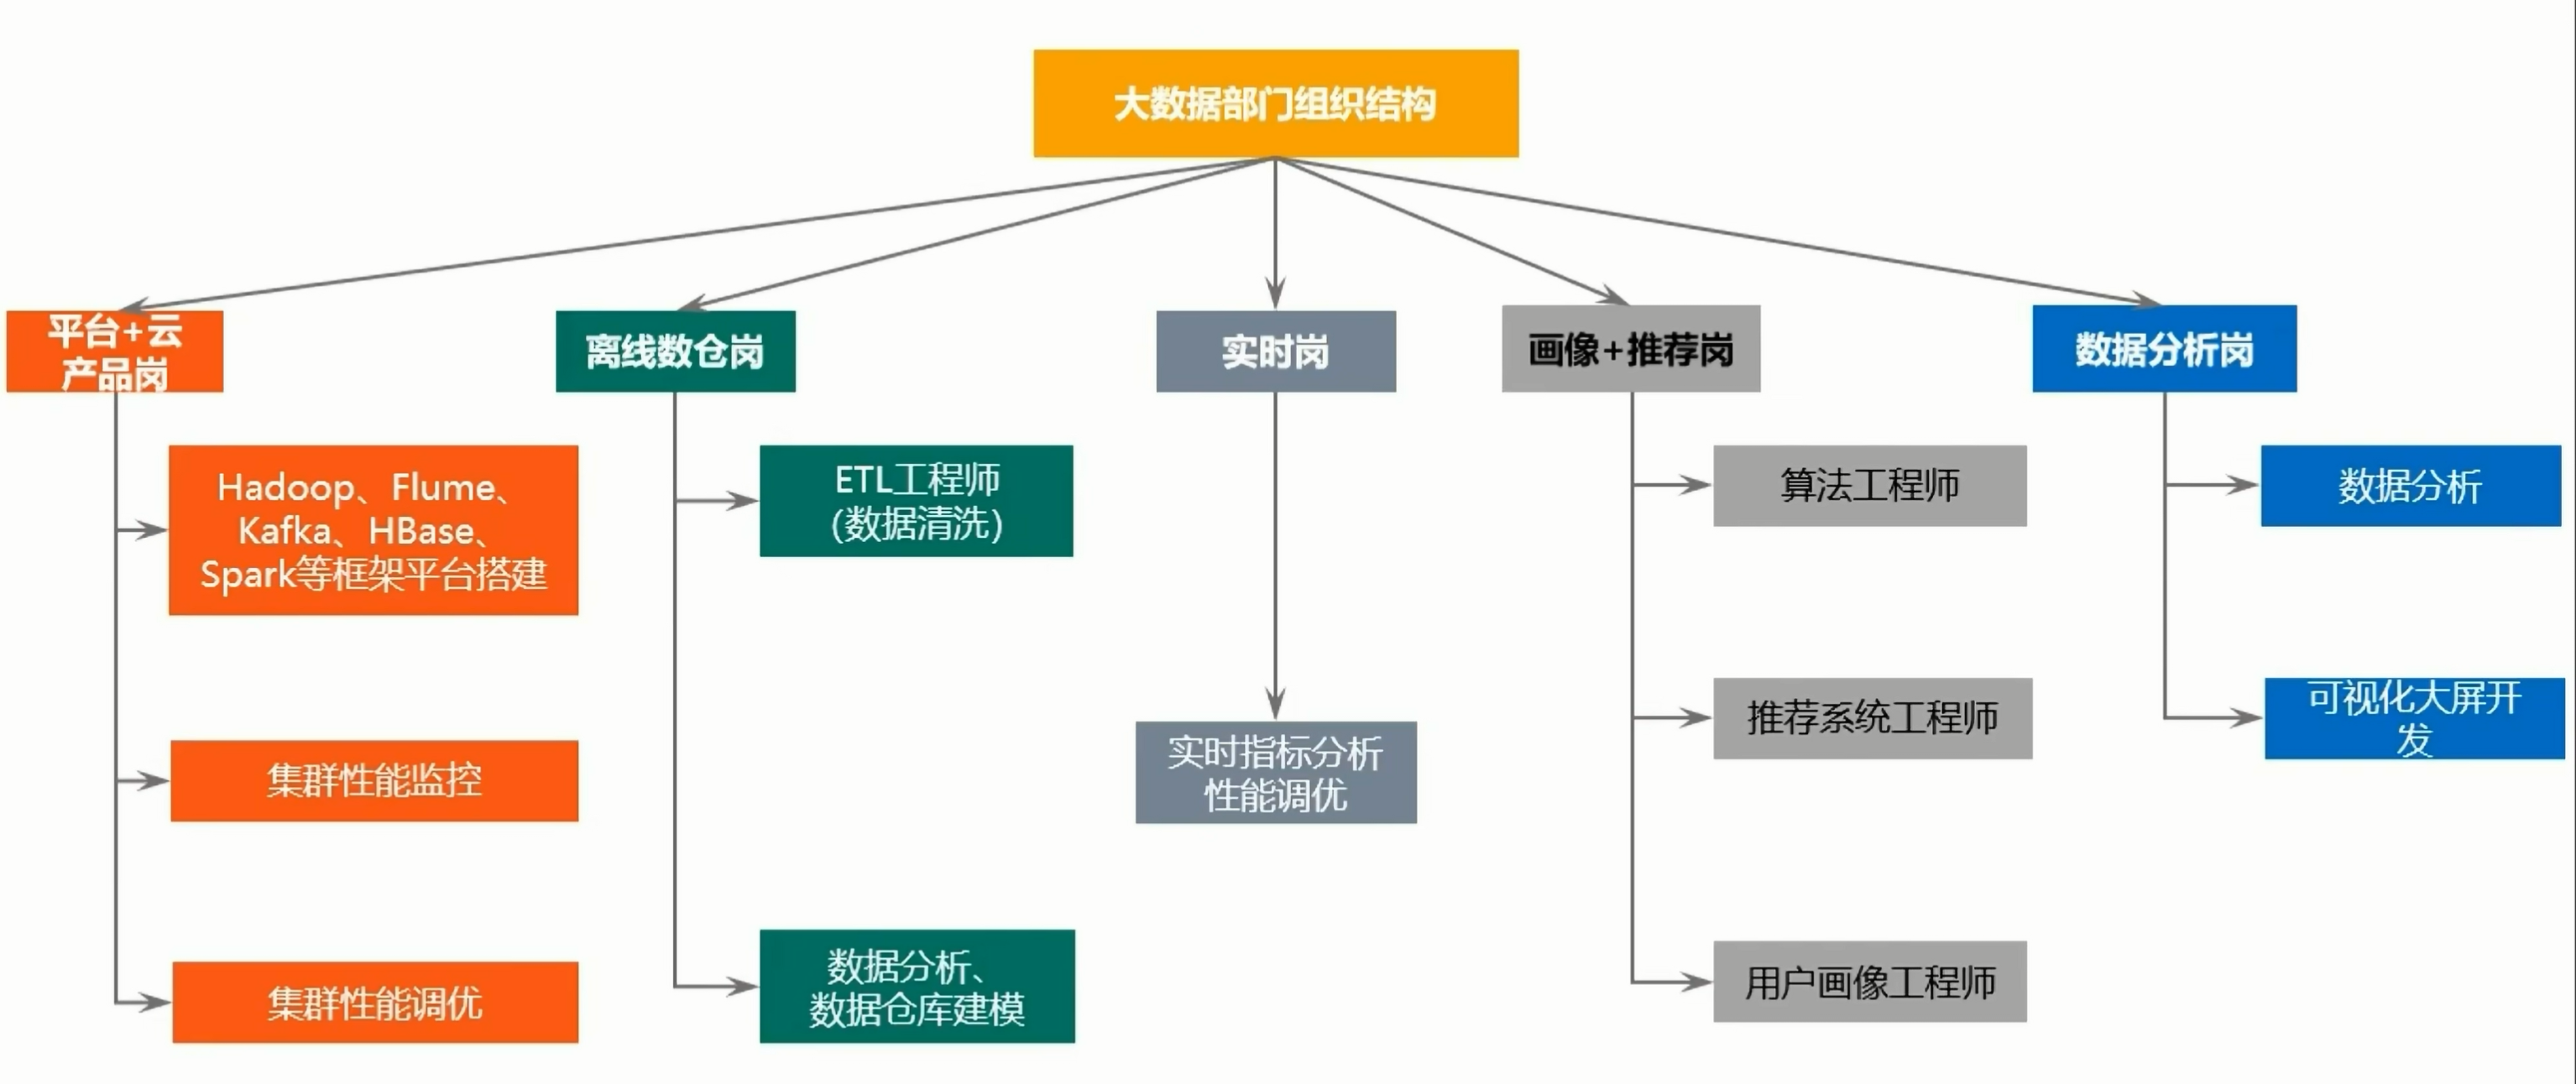 大数据部门组织结构
平台+云
产品岗
Hadoop、Flume、
Kafka、HBase、
Spark等框架平台搭建
集群性能监控
集群性能调优
离线数仓岗
ETL工程师
(数据清洗)
数据分析、
数据仓库建模
实时岗
实时指标分析
性能调优
画像+推荐岗
算法工程师
推荐系统工程师
用户画像工程师
数据分析岗
数据分析
可视化大屏开
发